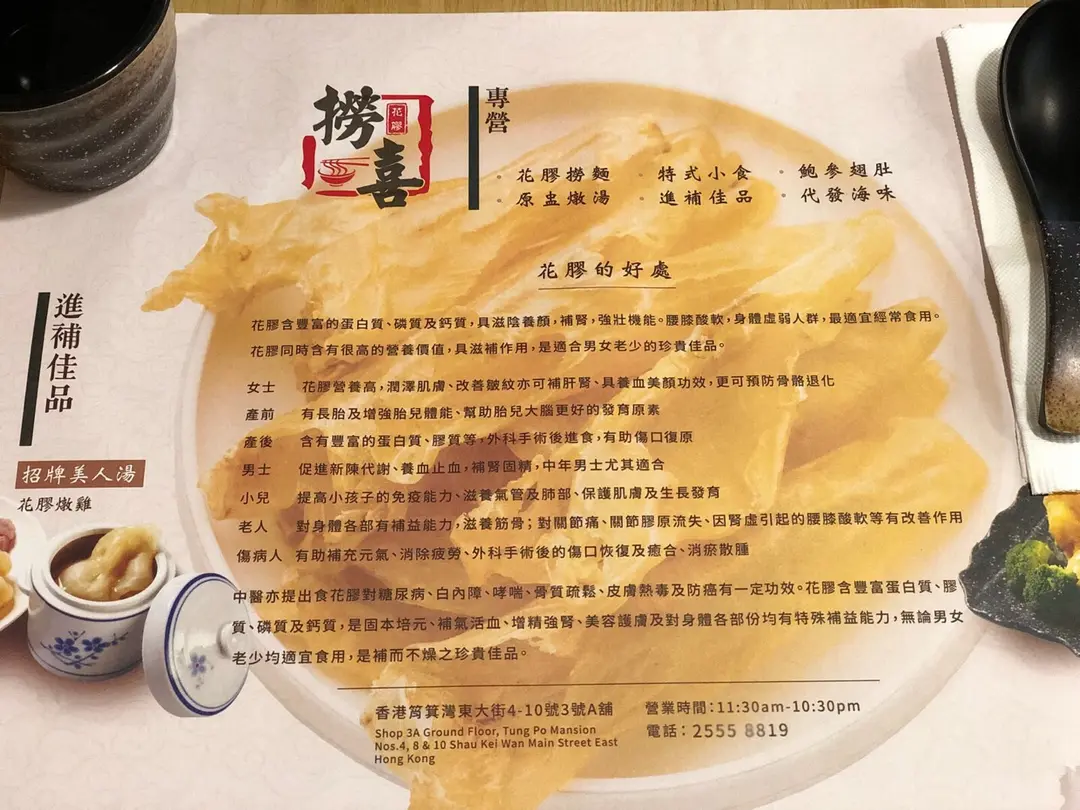 撈喜
花膠
專營
花膠撈麵 特式小食 鮑參翅肚
原盅燉湯 進補佳品 代發海味
花膠的好處
花膠含豐富的蛋白質、磷質及鈣質，具滋陰養顏，補腎，強壯機能。腰膝酸軟，身體虛弱人群，最適宜經常食用。
花膠同時含有很高的營養價值，具滋補作用，是適合男女老少的珍貴佳品。
女士 花膠營養高，潤澤肌膚、改善皺紋亦可補肝腎、具養血美顏功效，更可預防骨骼退化
產前 有長胎及增強胎兒體能、幫助胎兒大腦更好的發育原素
產後 含有豐富的蛋白質、膠質等，外科手術後進食，有助傷口復原
男士 促進新陳代謝、養血止血，補腎固精，中年男士尤其適合
小兒 提高小孩子的免疫能力、滋養氣管及肺部、保護肌膚及生長發育
老人 對身體各部有補益能力，滋養筋骨；對關節痛、關節膠原流失、因腎虛引起的腰膝酸軟等有改善作用
傷病人 有助補充元氣、消除疲勞、外科手術後的傷口恢復及癒合、消瘀散腫
中醫亦提出食花膠對糖尿病、白內障、哮喘、骨質疏鬆、皮膚熱毒及防癌有一定功效。花膠含豐富蛋白質、膠
質、磷質及鈣質，是固本培元、補氣活血、增精強腎、美容護膚及對身體各部份均有特殊補益能力，無論男女
老少均適宜食用，是補而不燥之珍貴佳品。
進補佳品
招牌美人湯
花膠燉雞
香港筲箕灣東大街4-10號3號A舖
Shop 3A Ground Floor, Tung Po Mansion
Nos.4, 8 & 10 Shau Kei Wan Main Street East
Hong Kong
營業時間：11:30am-10:30pm
電話：2555 8819